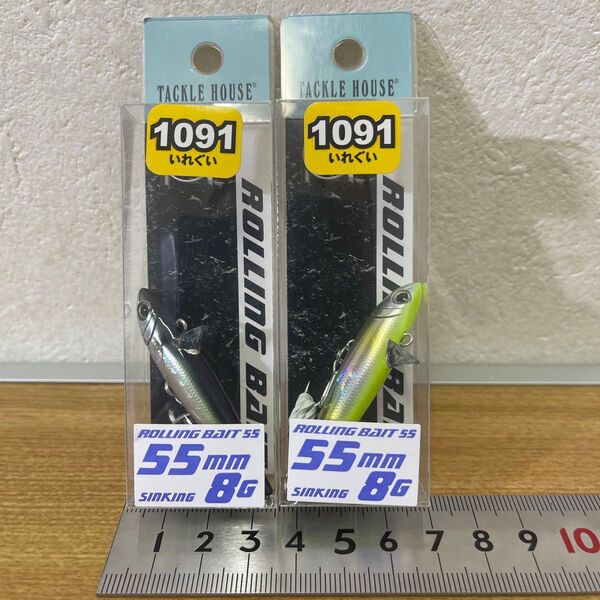 TACKLE HOUSE®
1091
いれぐい
ROLLING BAIT
ROLLING BAIT 55
55mm
SINKING 8G
TACKLE HOUSE®
1091
いれぐい
ROLLING BAIT
ROLLING BAIT 55
55mm
SINKING 8G
1 2 3 4 5 6 7 8 9 10